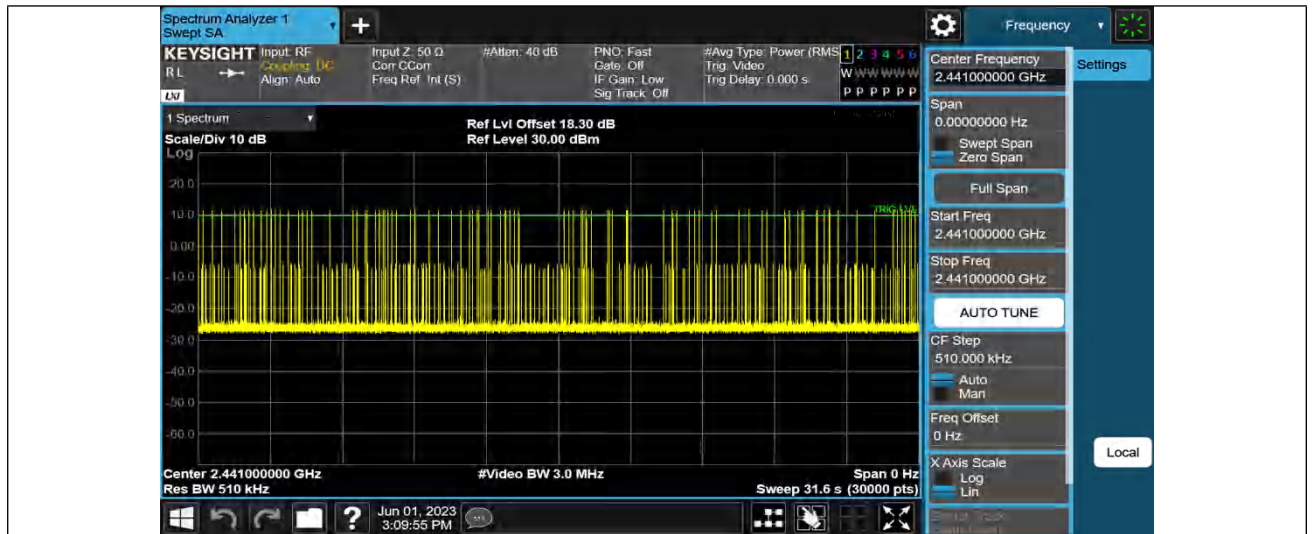 Spectrum Analyzer 1
Swept SA
Frequency
KEYSIGHT
Input: RF
Input Z: 50 Ω
#Atten: 40 dB
PNO: Fast
#Avg Type: Power (RMS
1 2 3 4 5 6
R L
Coupling: DC
Corr CCorr
Gate: Off
Trig: Video
W W W W W W
Align: Auto
Freq Ref: Int (S)
IF Gain: Low
Trig Delay: 0.000 s
Sig Track: Off
P P P P P P
LXI
Center Frequency
2.441000000 GHz
Settings
Span
0.00000000 Hz
Swept Span
Zero Span
Full Span
Start Freq
2.441000000 GHz
Stop Freq
2.441000000 GHz
AUTO TUNE
CF Step
510.000 kHz
Auto
Man
Freq Offset
0 Hz
X Axis Scale
Log
Lin
Local
1 Spectrum
Ref Lvl Offset 18.30 dB
Scale/Div 10 dB
Ref Level 30.00 dBm
Log
20.0
10.0
TRIG LVL
0.00
-10.0
-20.0
-30.0
-40.0
-50.0
-60.0
Center 2.441000000 GHz
#Video BW 3.0 MHz
Span 0 Hz
Res BW 510 kHz
Sweep 31.6 s (30000 pts)
?
Jun 01, 2023
3:09:55 PM